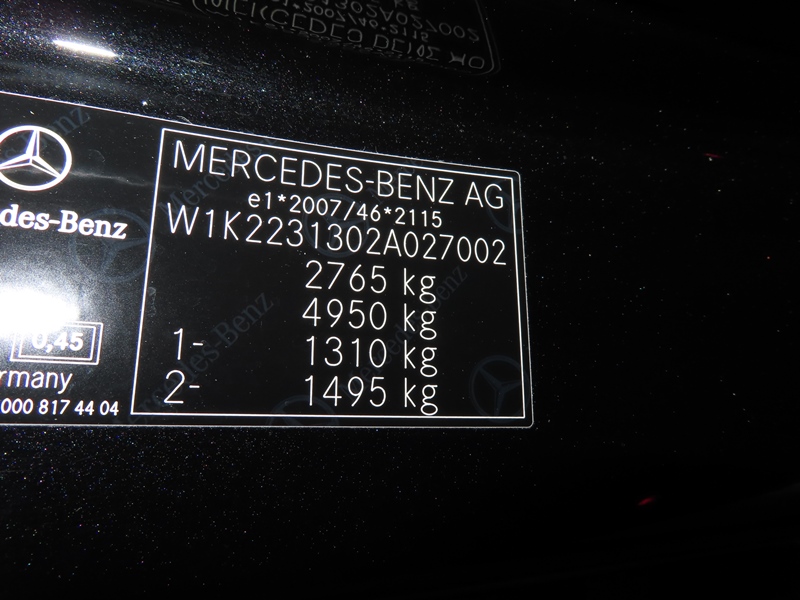 MERCEDES-BENZ AG
e1*2007/46*2115
W1K2231302A027002
2765 kg
4950 kg
1- 1310 kg
2- 1495 kg
des-Benz
0,45
rmany
000 817 44 04